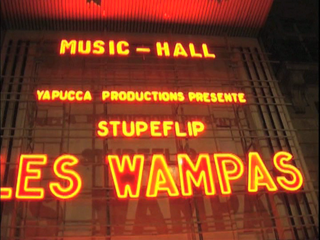 MUSIC-HALL
YAPUCCA PRODUCTIONS PRESENTE
STUPEFLIP
LES WAMPAS